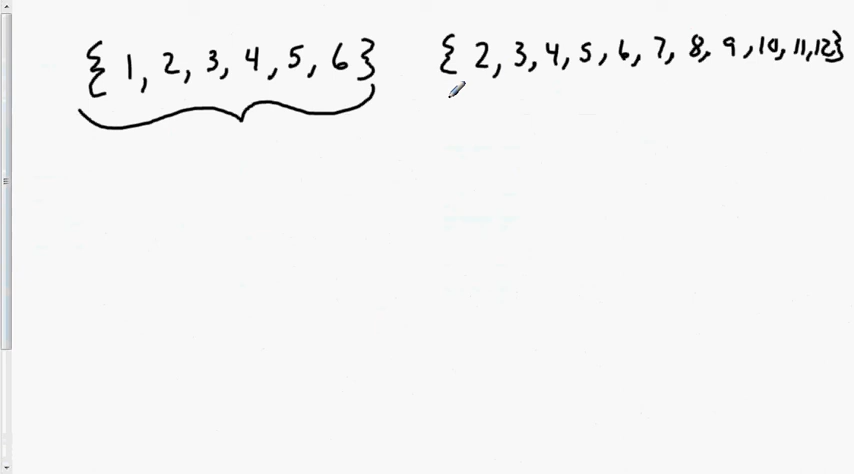 { 1, 2, 3, 4, 5, 6 } { 2, 3, 4, 5, 6, 7, 8, 9, 10, 11, 12 }